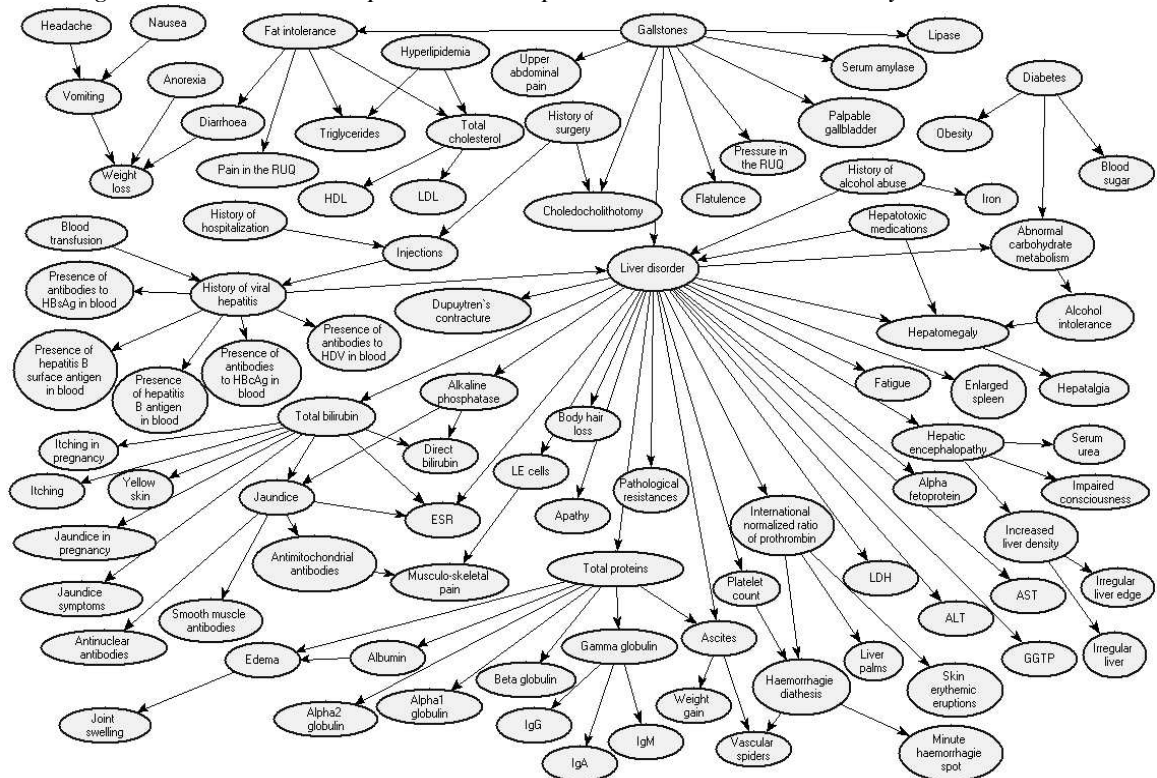 Headache
Nausea
Fat intolerance
Gallstones
Lipase
Hyperlipidemia
Upper
abdominal
pain
Serum amylase
Anorexia
Diabetes
Vomiting
Palpable
gallbladder
Diarrhoea
Triglycerides
Total
cholesterol
History of
surgery
Obesity
Pressure in
the RUQ
Pain in the RUQ
Weight
loss
Blood
sugar
History of
alcohol abuse
HDL
LDL
Flatulence
Iron
Choledocholithotomy
History of
hospitalization
Hepatotoxic
medications
Blood
transfusion
Abnormal
carbohydrate
metabolism
Injections
Liver disorder
Presence of
antibodies to
HBsAg in blood
History of viral
hepatitis
Dupuytren`s
contracture
Alcohol
intolerance
Hepatomegaly
Presence of
antibodies to
HDV in blood
Presence of
hepatitis B
surface antigen
in blood
Presence
of hepatitis
B antigen
in blood
Presence of
antibodies
to HBcAg in
blood
Alkaline
phosphatase
Fatigue
Enlarged
spleen
Hepatalgia
Total bilirubin
Body hair
loss
Hepatic
encephalopathy
Serum
urea
Itching in
pregnancy
Direct
bilirubin
LE cells
Itching
Yellow
skin
Pathological
resistances
Alpha
fetoprotein
Impaired
consciousness
Jaundice
ESR
Apathy
International
normalized ratio
of prothrombin
Increased
liver density
Jaundice in
pregnancy
Antimitochondrial
antibodies
Musculo-skeletal
pain
Total proteins
Platelet
count
LDH
Irregular
liver edge
Jaundice
symptoms
AST
Smooth muscle
antibodies
ALT
Antinuclear
antibodies
Edema
Albumin
Gamma globulin
Ascites
Liver
palms
GGTP
Irregular
liver
Beta globulin
Haemorrhagie
diathesis
Skin
erythemic
eruptions
Joint
swelling
Alpha2
globulin
Alpha1
globulin
Weight
gain
IgG
IgM
IgA
Vascular
spiders
Minute
haemorrhagie
spot